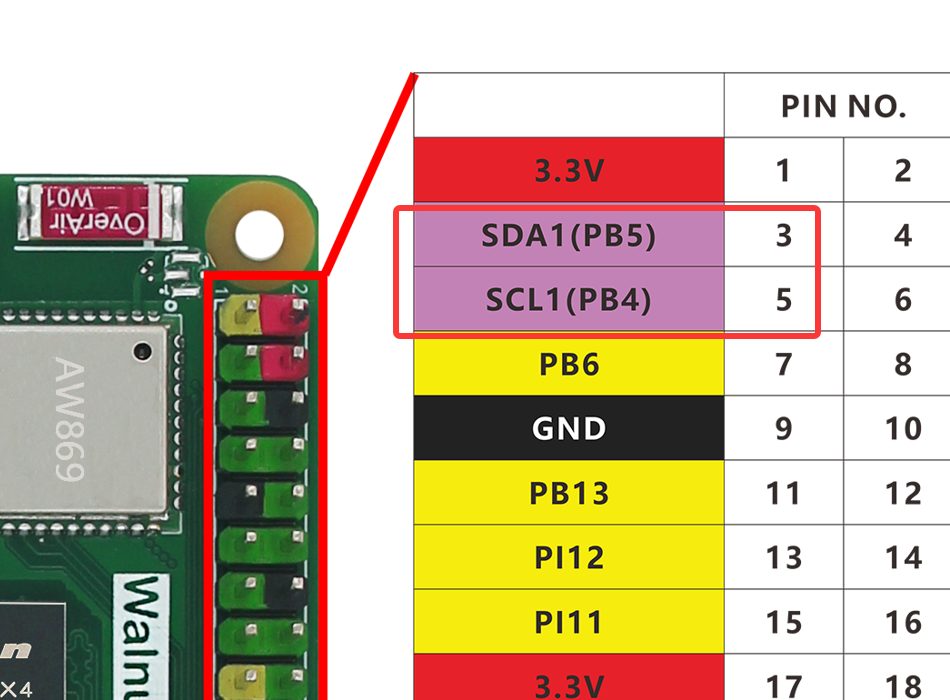 PIN NO.
3.3V 1 2
SDA1(PB5) 3 4
SCL1(PB4) 5 6
PB6 7 8
GND 9 10
PB13 11 12
PI12 13 14
PI11 15 16
3.3V 17 18
OverAir
W01
1 2
AW869
Waln
n
X4